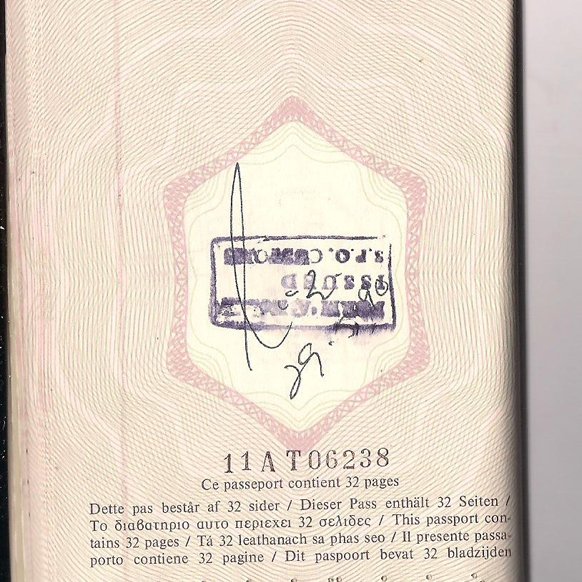 S.P.O. CUSTOMS
ISSUED
11AT06238
Ce passeport contient 32 pages
Dette pas består af 32 sider / Dieser Pass enthält 32 Seiten /
Το διαβατηριο αυτο περιεχει 32 σελιδες / This passport con-
tains 32 pages / Tá 32 leathanach sa phas seo / Il presente passa-
porto contiene 32 pagine / Dit paspoort bevat 32 bladzijden